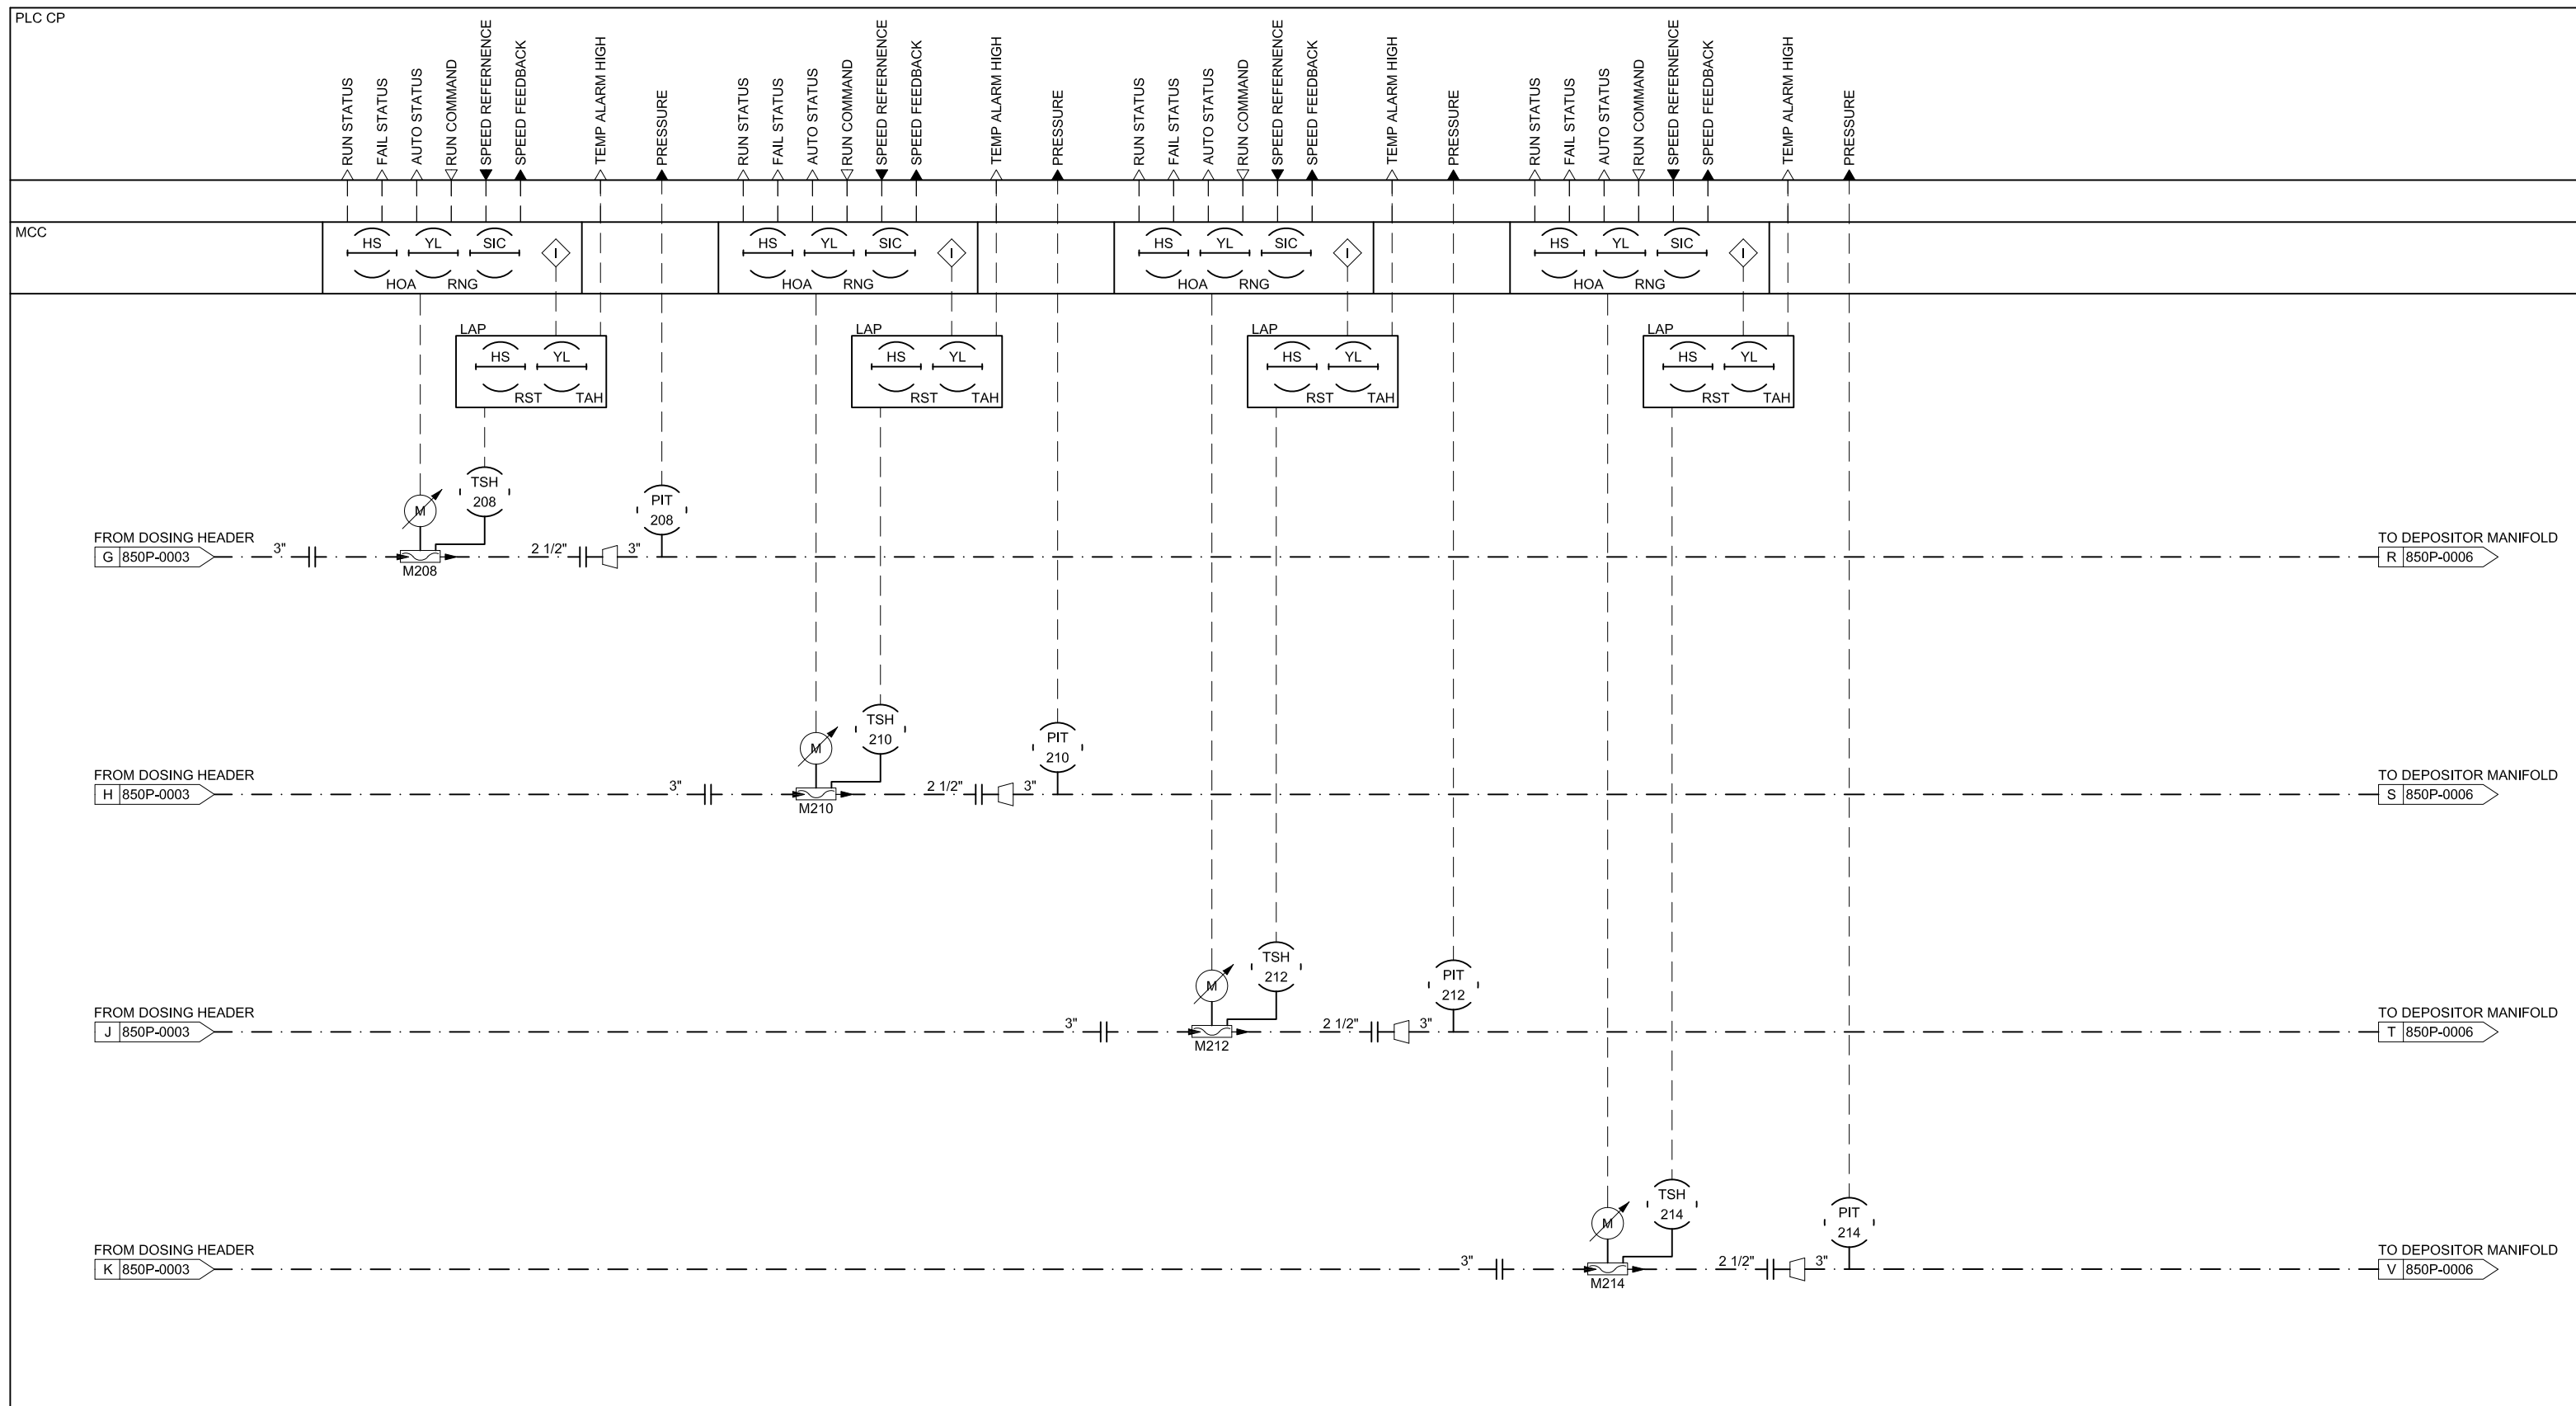 PLC CP
RUN STATUS
FAIL STATUS
AUTO STATUS
RUN COMMAND
SPEED REFERNENCE
SPEED FEEDBACK
TEMP ALARM HIGH
PRESSURE
RUN STATUS
FAIL STATUS
AUTO STATUS
RUN COMMAND
SPEED REFERNENCE
SPEED FEEDBACK
TEMP ALARM HIGH
PRESSURE
RUN STATUS
FAIL STATUS
AUTO STATUS
RUN COMMAND
SPEED REFERNENCE
SPEED FEEDBACK
TEMP ALARM HIGH
PRESSURE
RUN STATUS
FAIL STATUS
AUTO STATUS
RUN COMMAND
SPEED REFERNENCE
SPEED FEEDBACK
TEMP ALARM HIGH
PRESSURE
MCC
HS YL SIC I
HOA RNG
HS YL SIC I
HOA RNG
HS YL SIC I
HOA RNG
HS YL SIC I
HOA RNG
LAP
HS YL
RST TAH
LAP
HS YL
RST TAH
LAP
HS YL
RST TAH
LAP
HS YL
RST TAH
TSH
208
M
PIT
208
FROM DOSING HEADER
G 850P-0003
3"
M208
2 1/2"
3"
TO DEPOSITOR MANIFOLD
R 850P-0006
TSH
210
M
PIT
210
FROM DOSING HEADER
H 850P-0003
3"
M210
2 1/2"
3"
TO DEPOSITOR MANIFOLD
S 850P-0006
TSH
212
M
PIT
212
FROM DOSING HEADER
J 850P-0003
3"
M212
2 1/2"
3"
TO DEPOSITOR MANIFOLD
T 850P-0006
TSH
214
M
PIT
214
FROM DOSING HEADER
K 850P-0003
3"
M214
2 1/2"
3"
TO DEPOSITOR MANIFOLD
V 850P-0006